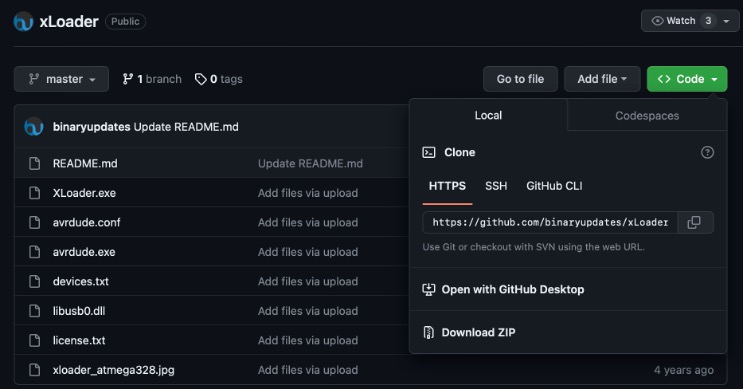 xLoader Public
Watch 3
master 1 branch 0 tags Go to file Add file Code
binaryupdates Update README.md
README.md Update README.md
XLoader.exe Add files via upload
avrdude.conf Add files via upload
avrdude.exe Add files via upload
devices.txt Add files via upload
libusb0.dll Add files via upload
license.txt Add files via upload
xloader_atmega328.jpg Add files via upload 4 years ago
Local Codespaces
Clone
HTTPS SSH GitHub CLI
https://github.com/binaryupdates/xLoader
Use Git or checkout with SVN using the web URL.
Open with GitHub Desktop
Download ZIP